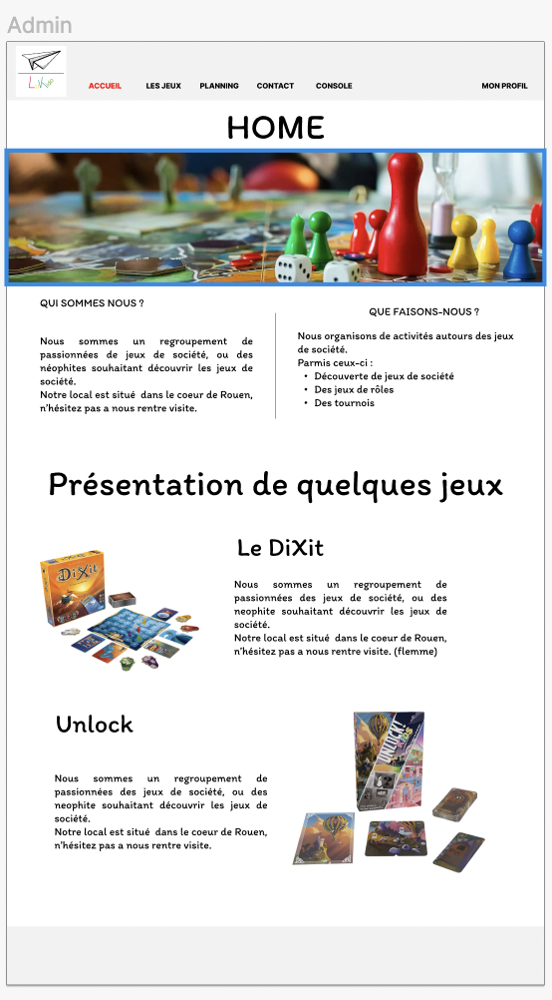 Admin
ACCUEIL LES JEUX PLANNING CONTACT CONSOLE MON PROFIL
HOME
QUI SOMMES NOUS ?
Nous sommes un regroupement de
passionnées de jeux de société, ou des
néophites souhaitant découvrir les jeux de
société.
Notre local est situé dans le coeur de Rouen,
n'hésitez pas a nous rentre visite.
QUE FAISONS-NOUS ?
Nous organisons de activités autours des jeux
de société.
Parmis ceux-ci :
• Découverte de jeux de société
• Des jeux de rôles
• Des tournois
Présentation de quelques jeux
DiXit
Le DiXit
Nous sommes un regroupement de
passionnées des jeux de société, ou des
neophite souhaitant découvrir les jeux de
société.
Notre local est situé dans le coeur de Rouen,
n'hésitez pas a nous rentre visite. (flemme)
Unlock
Nous sommes un regroupement de
passionnées des jeux de société, ou des
neophite souhaitant découvrir les jeux de
société.
Notre local est situé dans le coeur de Rouen,
n'hésitez pas a nous rentre visite.
UNLOCK!
KIDS